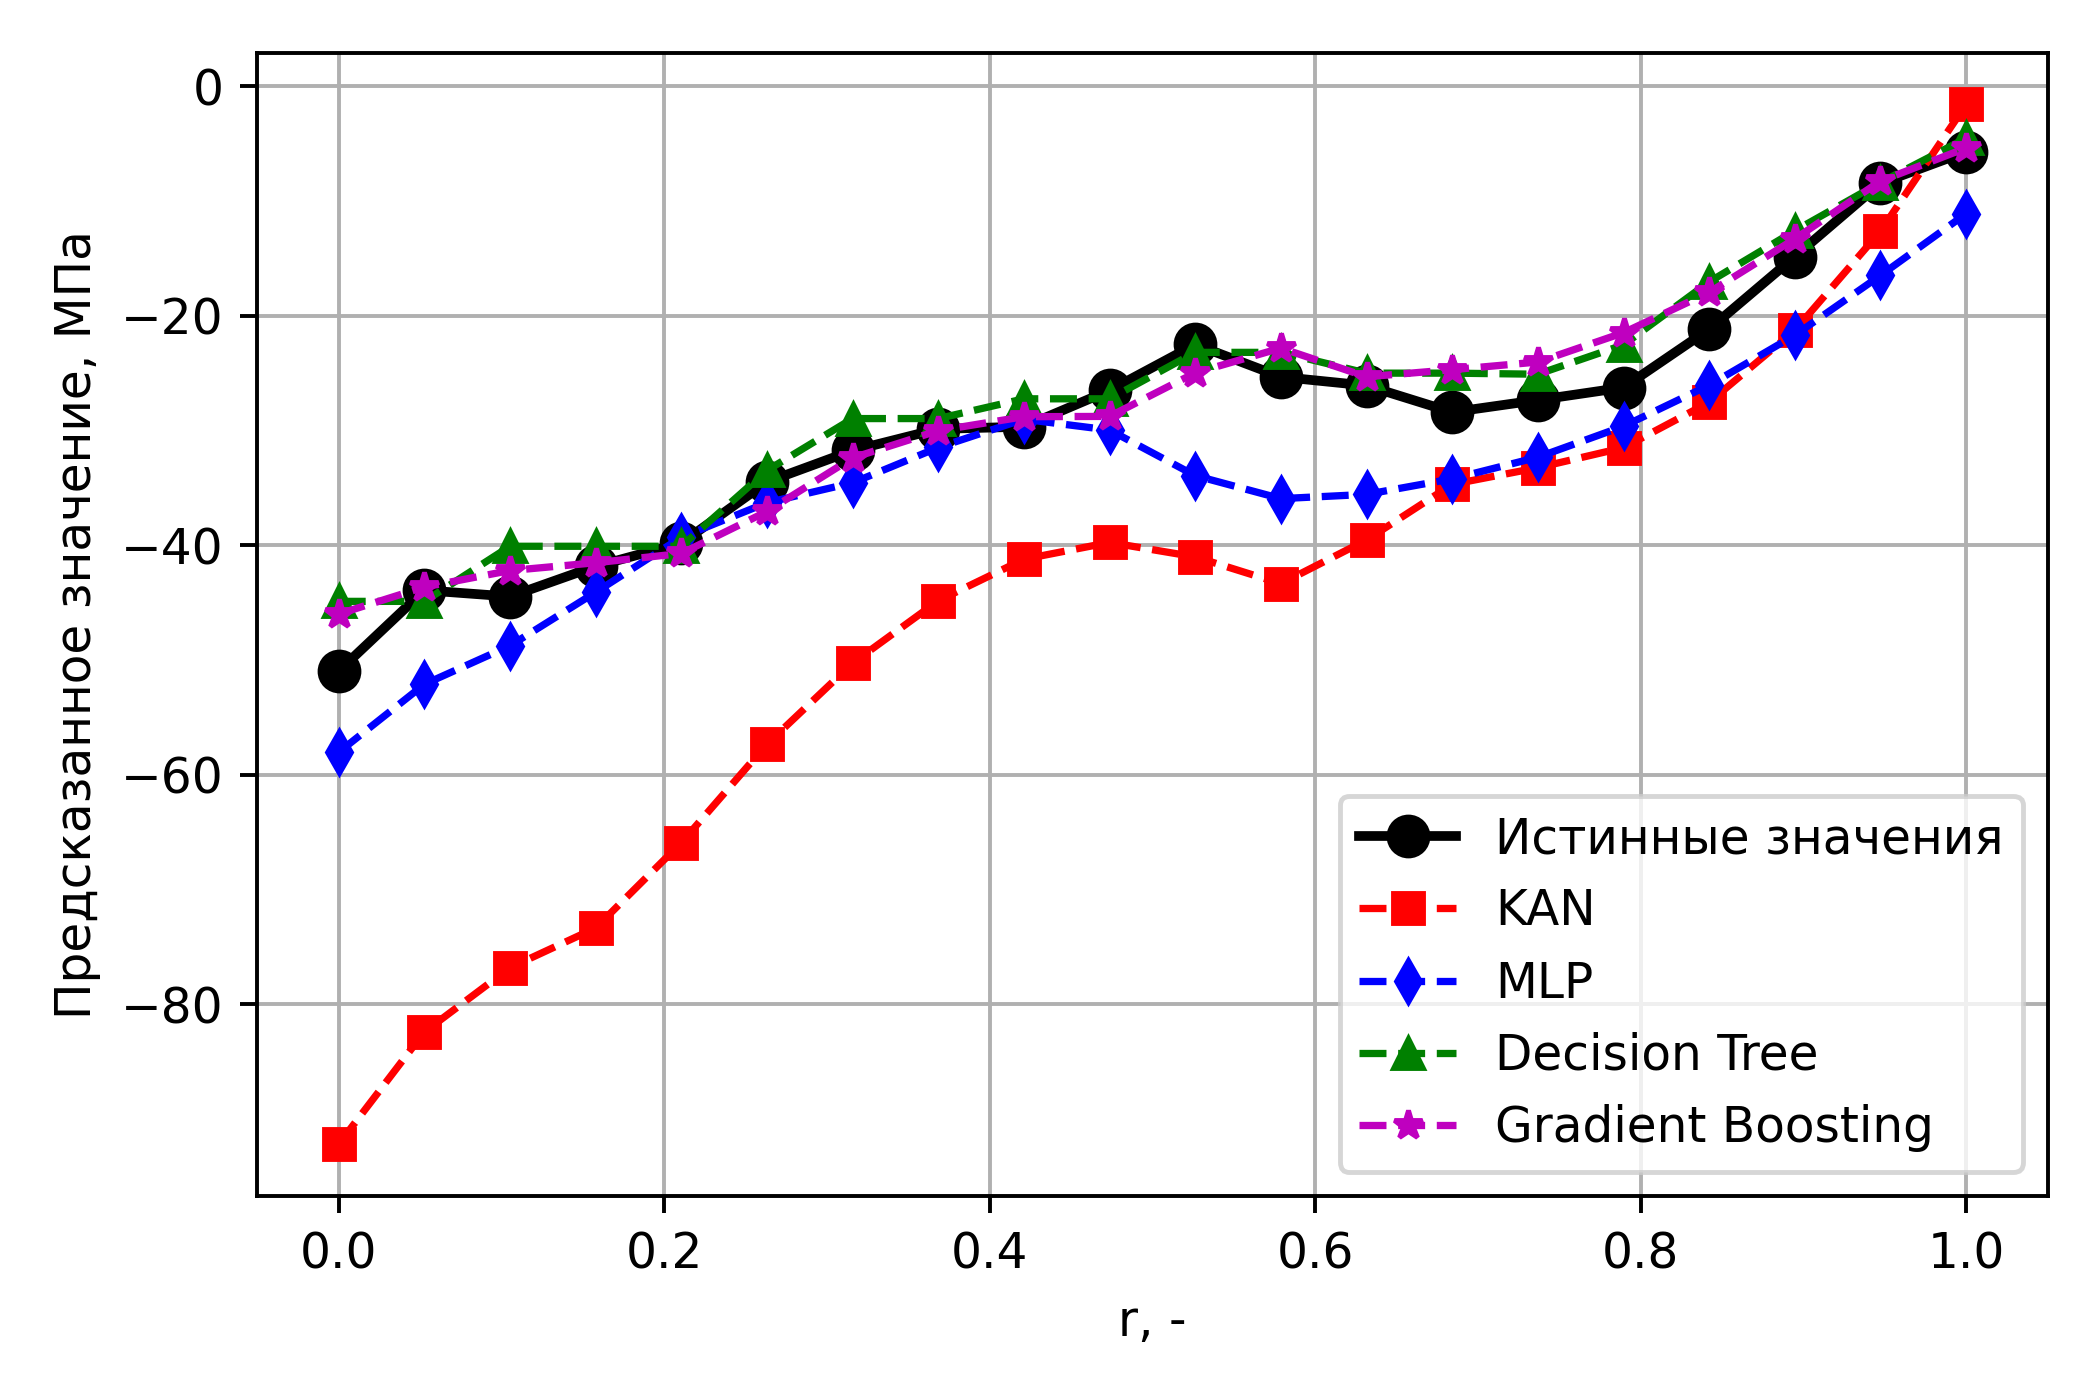 Предсказанное значение, МПа
0
−20
−40
−60
−80
Истинные значения
KAN
MLP
Decision Tree
Gradient Boosting
0.0 0.2 0.4 0.6 0.8 1.0
r, -